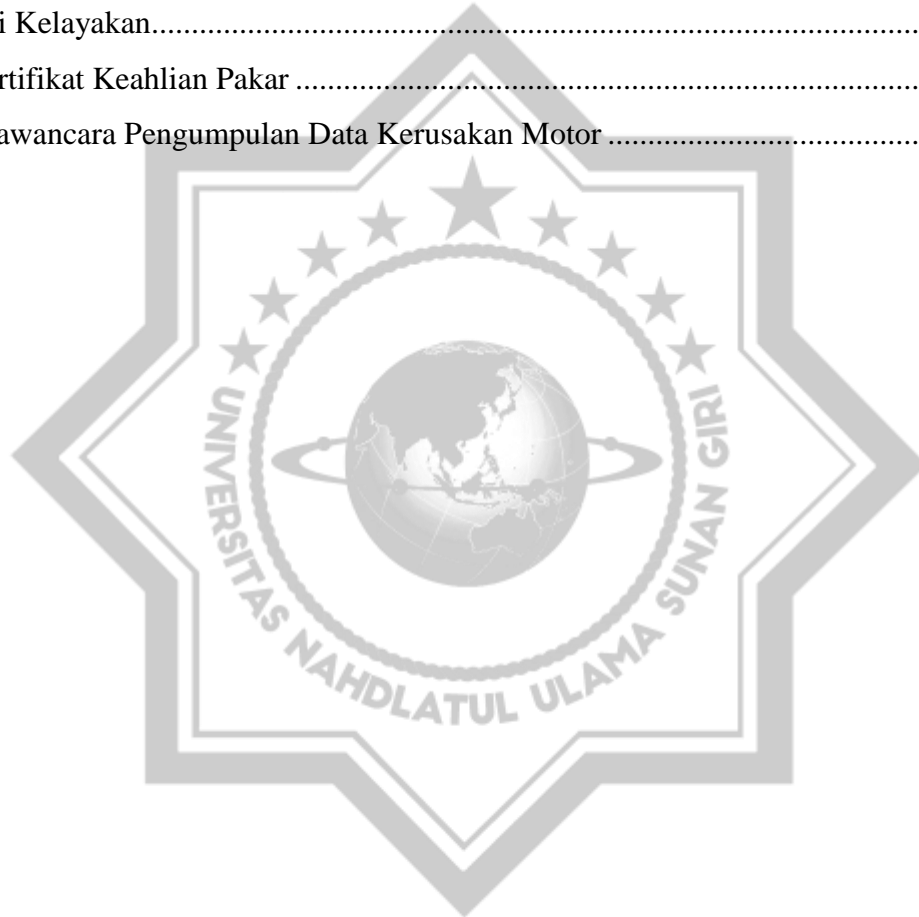 i Kelayakan.......................................................................................................
rtifikat Keahlian Pakar .....................................................................................
awancara Pengumpulan Data Kerusakan Motor ..............................................
UNIVERSITAS NAHDLATUL ULAMA SUNAN GIRI